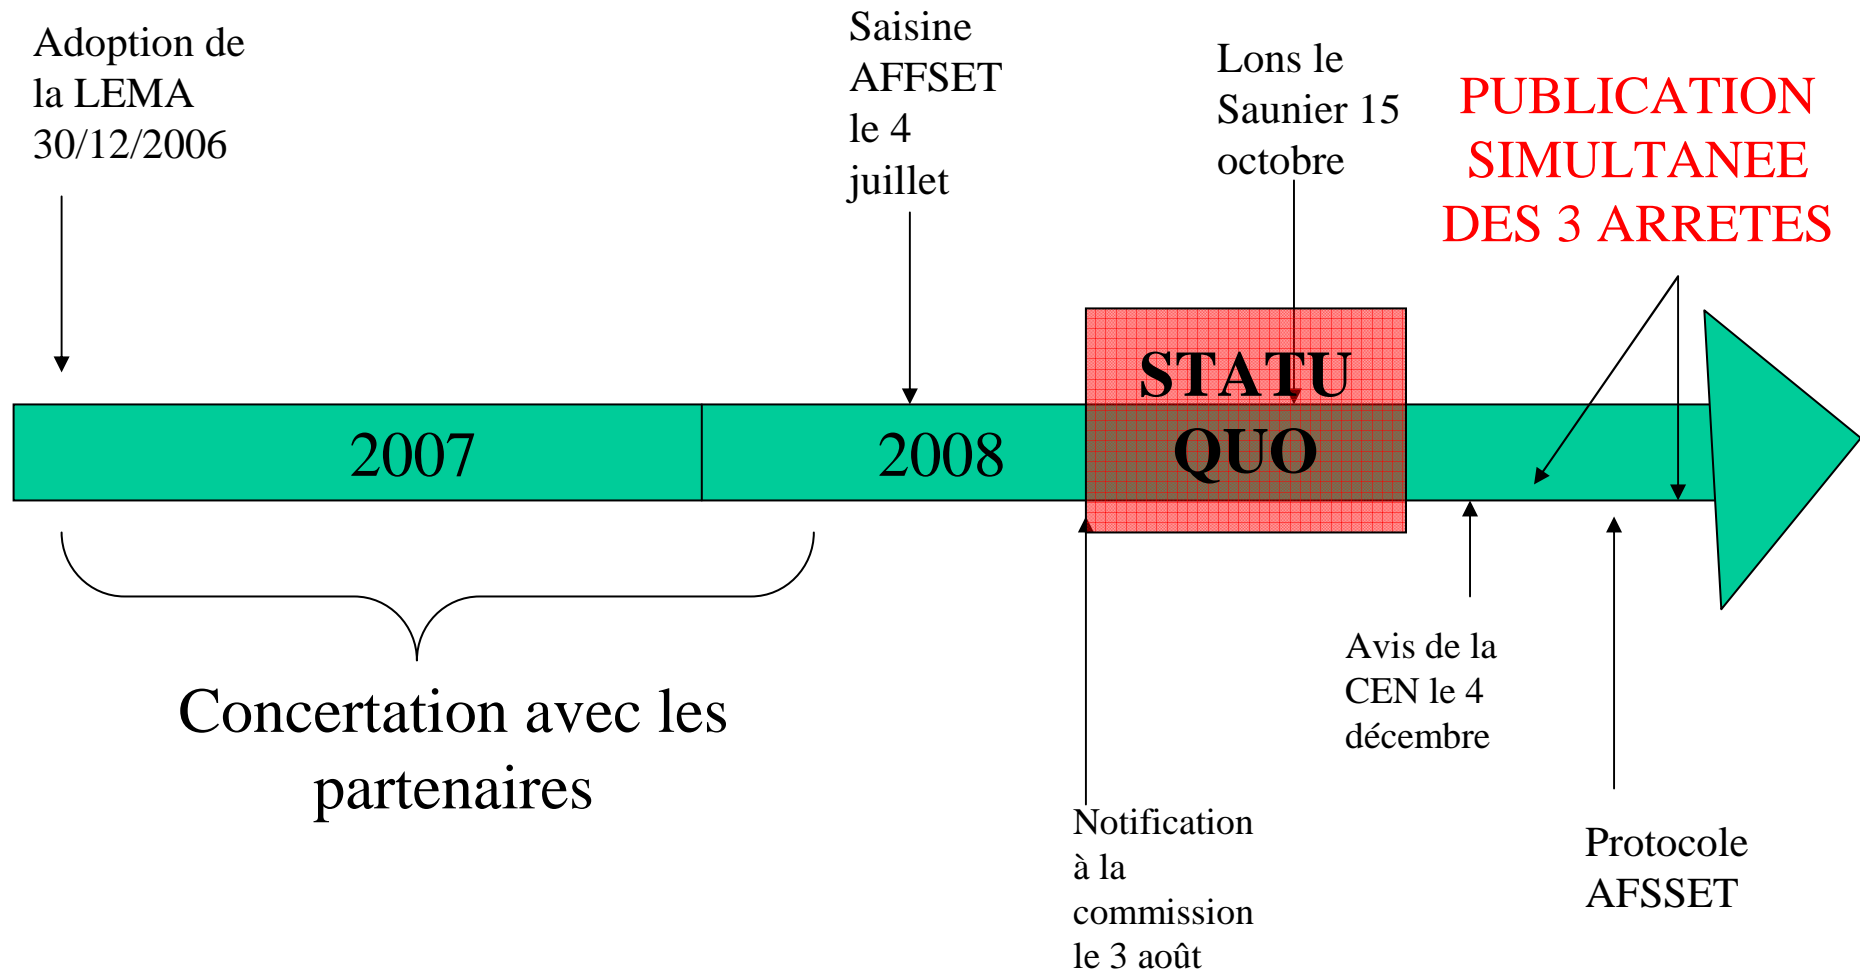 Adoption de
la LEMA
30/12/2006
Saisine
AFFSET
le 4
juillet
Lons le
Saunier 15
octobre
PUBLICATION
SIMULTANEE
DES 3 ARRETES
2007
2008
STATU
QUO
Concertation avec les
partenaires
Notification
à la
commission
le 3 août
Avis de la
CEN le 4
décembre
Protocole
AFSSET